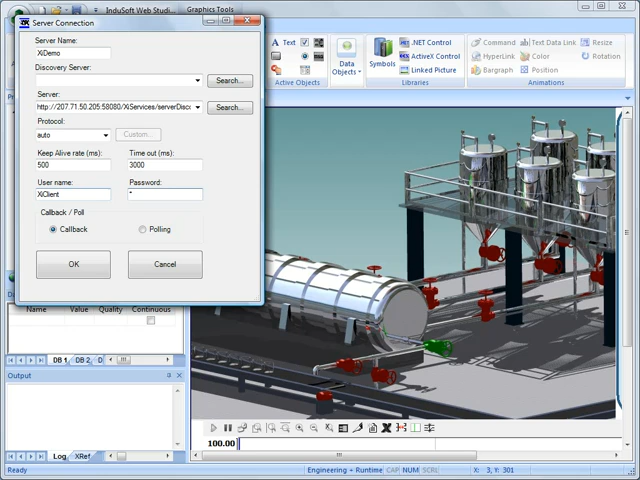 InduSoft Web Studi...
Graphics Tools
Server Connection
Server Name:
XiDemo
Discovery Server:
Search...
Server:
http://207.71.50.205:58080/XiServices/serverDisco
Search...
Protocol:
auto
Custom...
Keep Alive rate (ms):
Time out (ms):
500
3000
User name:
Password:
XiClient
*
Callback / Poll
Callback
Polling
OK
Cancel
Text
Active Objects
Data
Objects
Symbols
.NET Control
ActiveX Control
Linked Picture
Libraries
Command
Text Data Link
Resize
Hyperlink
Color
Rotation
Bargraph
Position
Animations
Name
Value
Quality
Continuous
DB 1
DB 2
D
Output
Log
XRef
100.00
Ready
Engineering + Runtime
CAP
NUM
SCRL
X: 3, Y: 301